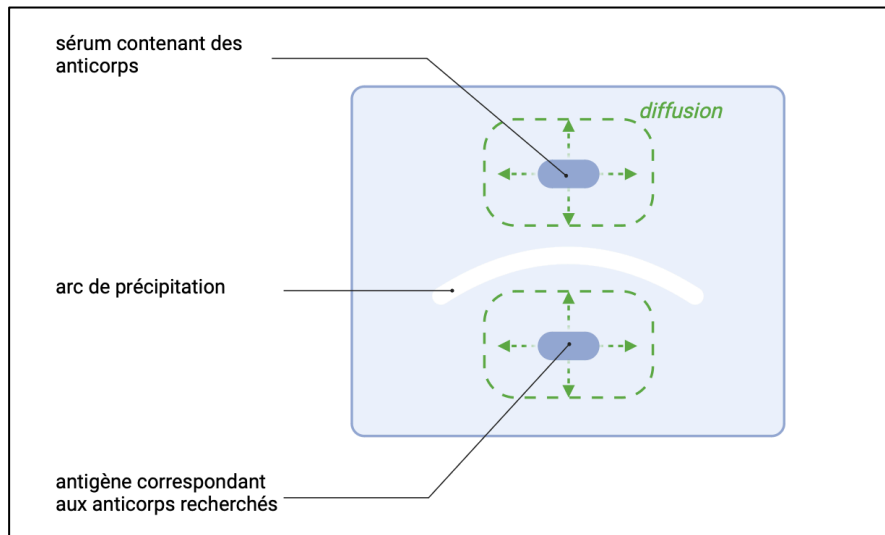 sérum contenant des
anticorps
diffusion
arc de précipitation
antigène correspondant
aux anticorps recherchés